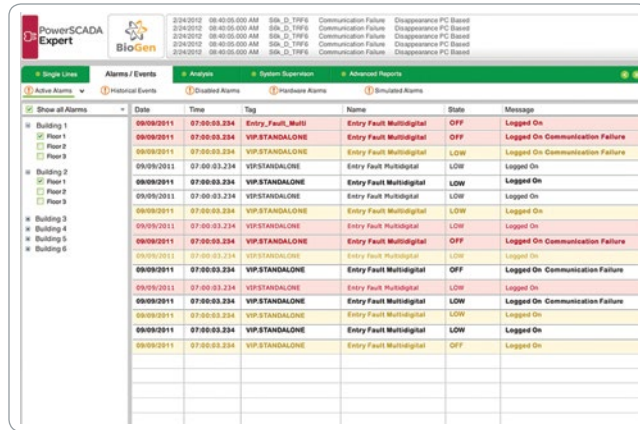 PowerSCADA
Expert
BioGen
2/24/2012 08:40:05.000 AM S6k_D_TRF6 Communication Failure Disappearance PC Based
2/24/2012 08:40:05.000 AM S6k_D_TRF6 Communication Failure Disappearance PC Based
2/24/2012 08:40:05.000 AM S6k_D_TRF6 Communication Failure Disappearance PC Based
2/24/2012 08:40:05.000 AM S6k_D_TRF6 Communication Failure Disappearance PC Based
2/24/2012 08:40:05.000 AM S6k_D_TRF6 Communication Failure Disappearance PC Based
Single Lines Alarms / Events Analysis System Supervison Advanced Reports
Active Alarms Historical Events Disabled Alarms Hardware Alarms Simulated Alarms
Show all Alarms Date Time Tag Name State Message
Building 1
Floor 1
Floor 2
Floor 3
Building 2
Floor 1
Floor 2
Floor 3
Building 3
Building 4
Building 5
Building 6
09/09/2011 07:00:03.234 Entry_Fault_Multi Entry Fault Multidigital OFF Logged On
09/09/2011 07:00:03.234 VIP.STANDALONE Entry Fault Multidigital OFF Logged On Communication Failure
09/09/2011 07:00:03.234 VIP.STANDALONE Entry Fault Multidigital LOW Logged On Communication Failure
09/09/2011 07:00:03.234 VIP.STANDALONE Entry Fault Multidigital LOW Logged On
09/09/2011 07:00:03.234 VIP.STANDALONE Entry Fault Multidigital LOW Logged On
09/09/2011 07:00:03.234 VIP.STANDALONE Entry Fault Multidigital LOW Logged On
09/09/2011 07:00:03.234 VIP.STANDALONE Entry Fault Multidigital LOW Logged On
09/09/2011 07:00:03.234 VIP.STANDALONE Entry Fault Multidigital LOW Logged On
09/09/2011 07:00:03.234 VIP.STANDALONE Entry Fault Multidigital OFF Logged On Communication Failure
09/09/2011 07:00:03.234 VIP.STANDALONE Entry Fault Multidigital LOW Logged On
09/09/2011 07:00:03.234 VIP.STANDALONE Entry Fault Multidigital OFF Logged On Communication Failure
09/09/2011 07:00:03.234 VIP.STANDALONE Entry Fault Multidigital LOW Logged On
09/09/2011 07:00:03.234 VIP.STANDALONE Entry Fault Multidigital LOW Logged On Communication Failure
09/09/2011 07:00:03.234 VIP.STANDALONE Entry Fault Multidigital LOW Logged On
09/09/2011 07:00:03.234 VIP.STANDALONE Entry Fault Multidigital LOW Logged On
09/09/2011 07:00:03.234 VIP.STANDALONE Entry Fault Multidigital OFF Logged On